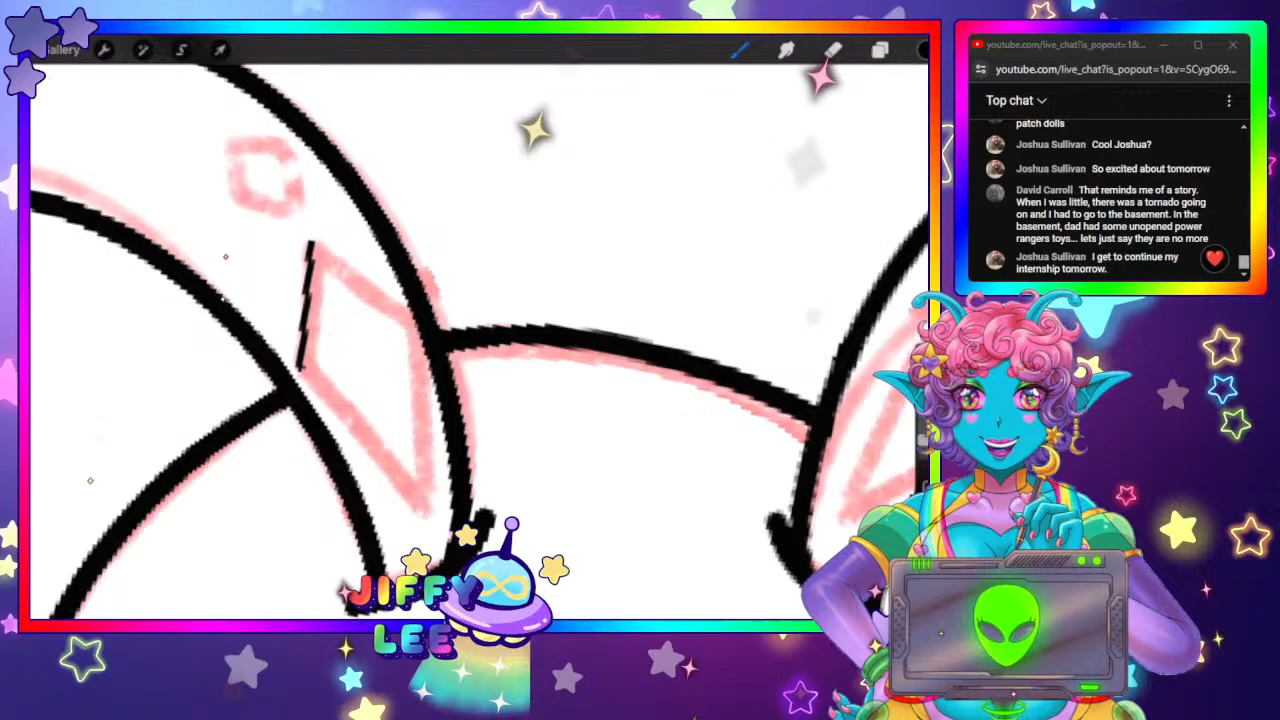 allery
youtube.com/live_chat?is_popout=1&i...
youtube.com/live_chat?is_popout=1&v=SCygO69...
Top chat
patch dolls
Joshua Sullivan Cool Joshua?
Joshua Sullivan So excited about tomorrow
David Carroll That reminds me of a story.
When I was little, there was a tornado going
on and I had to go to the basement. In the
basement, dad had some unopened power
rangers toys... lets just say they are no more
Joshua Sullivan I get to continue my
internship tomorrow.
JIFFY
LEE